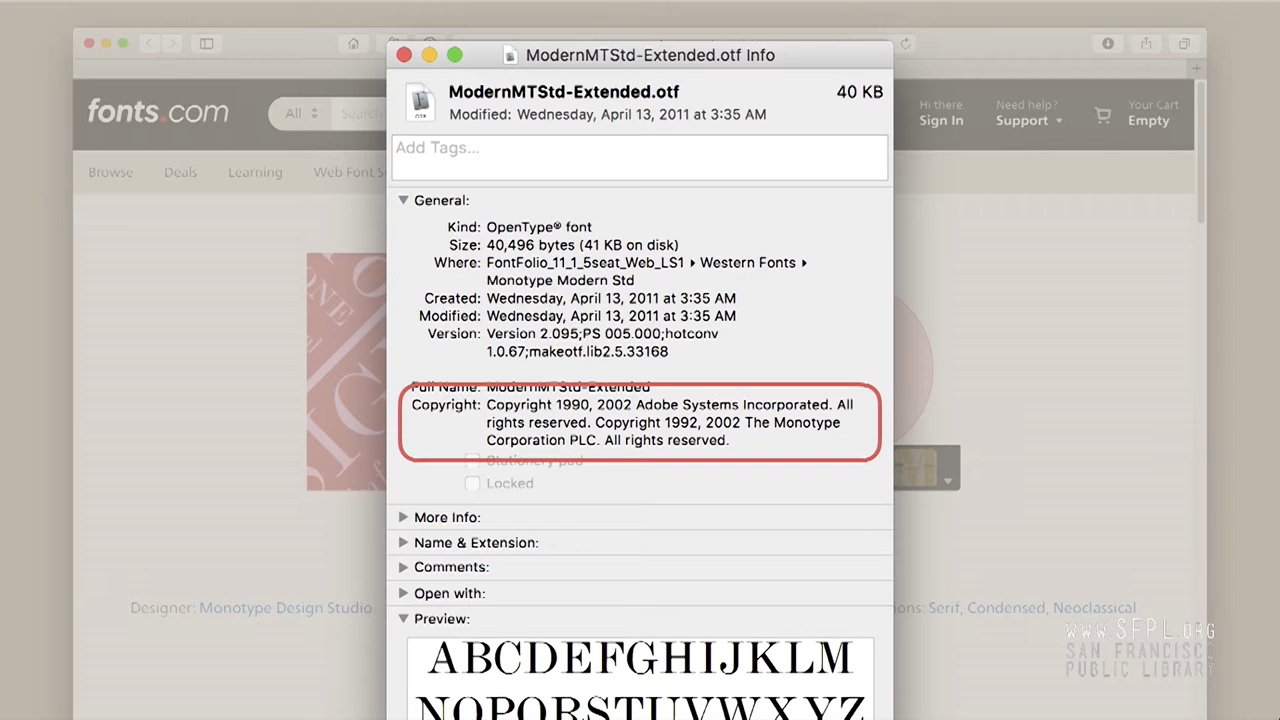 ModernMTStd-Extended.otf Info
fonts.com
All
Search
Hi there
Sign In
Need help?
Support
Your Cart
Empty
Browse
Deals
Learning
Web Font S
ModernMTStd-Extended.otf
40 KB
Modified: Wednesday, April 13, 2011 at 3:35 AM
Add Tags...
General:
Kind: OpenType® font
Size: 40,496 bytes (41 KB on disk)
Where: FontFolio_11_1_5seat_Web_LS1 ▸ Western Fonts ▸
Monotype Modern Std
Created: Wednesday, April 13, 2011 at 3:35 AM
Modified: Wednesday, April 13, 2011 at 3:35 AM
Version: Version 2.095;PS 005.000;hotconv
1.0.67;makeotf.lib2.5.33168
Full Name: ModernMTStd-Extended
Copyright: Copyright 1990, 2002 Adobe Systems Incorporated. All
rights reserved. Copyright 1992, 2002 The Monotype
Corporation PLC. All rights reserved.
Stationery pad
Locked
More Info:
Name & Extension:
Comments:
Open with:
Preview:
ABCDEFGHIJKLM
NOPQRSTUVWXYZ
Designer: Monotype Design Studio
ons: Serif, Condensed, Neoclassical
www.SFPL.org
SAN FRANCISCO
PUBLIC LIBRARY